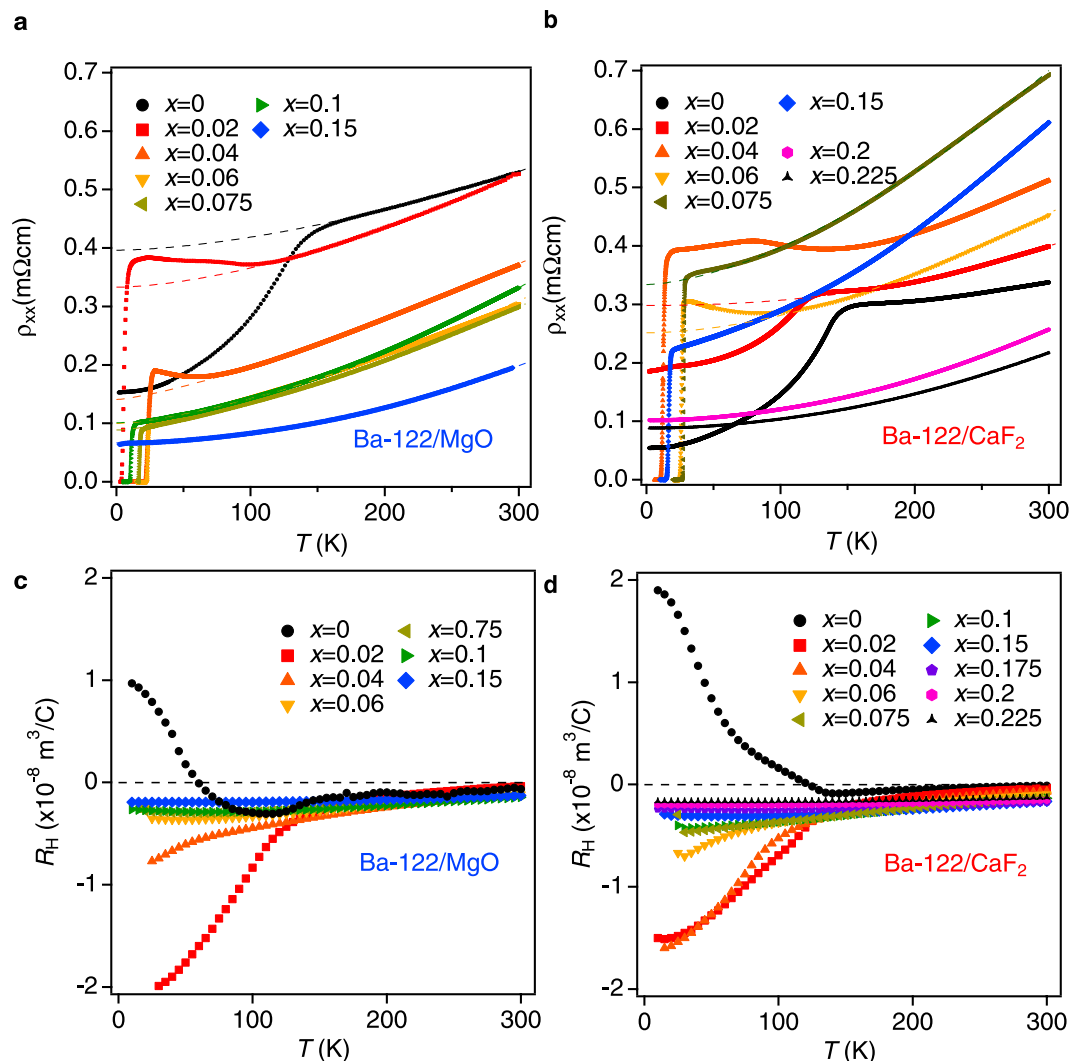 a
0.7
0.6
0.5
0.4
0.3
0.2
0.1
0.0
ρxx(mΩcm)
x=0
x=0.02
x=0.04
x=0.06
x=0.075
x=0.1
x=0.15
Ba-122/MgO
0
100
200
300
T (K)
b
0.7
0.6
0.5
0.4
0.3
0.2
0.1
0.0
ρxx(mΩcm)
x=0
x=0.02
x=0.04
x=0.06
x=0.075
x=0.15
x=0.2
x=0.225
Ba-122/CaF2
0
100
200
300
T (K)
c
2
1
0
-1
-2
RH (x10⁻⁸ m³/C)
x=0
x=0.02
x=0.04
x=0.06
x=0.75
x=0.1
x=0.15
Ba-122/MgO
0
100
200
300
T (K)
d
2
1
0
-1
-2
RH (x10⁻⁸ m³/C)
x=0
x=0.02
x=0.04
x=0.06
x=0.075
x=0.1
x=0.15
x=0.175
x=0.2
x=0.225
Ba-122/CaF2
0
100
200
300
T (K)